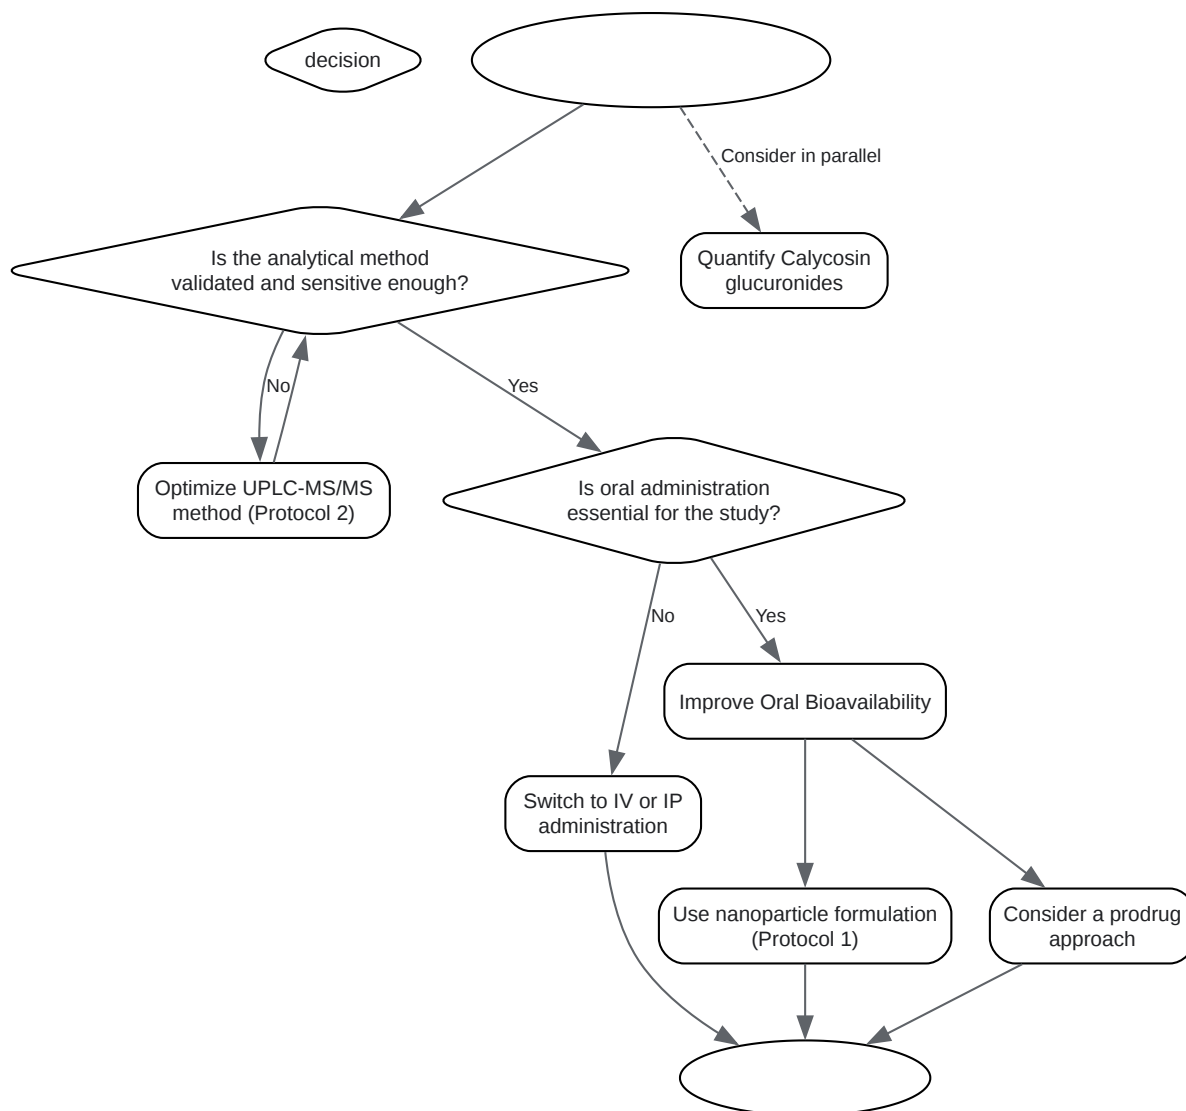 decision
Consider in parallel
Is the analytical method
validated and sensitive enough?
Quantify Calycosin
glucuronides
No
Yes
Optimize UPLC-MS/MS
method (Protocol 2)
Is oral administration
essential for the study?
No
Yes
Improve Oral Bioavailability
Switch to IV or IP
administration
Use nanoparticle formulation
(Protocol 1)
Consider a prodrug
approach